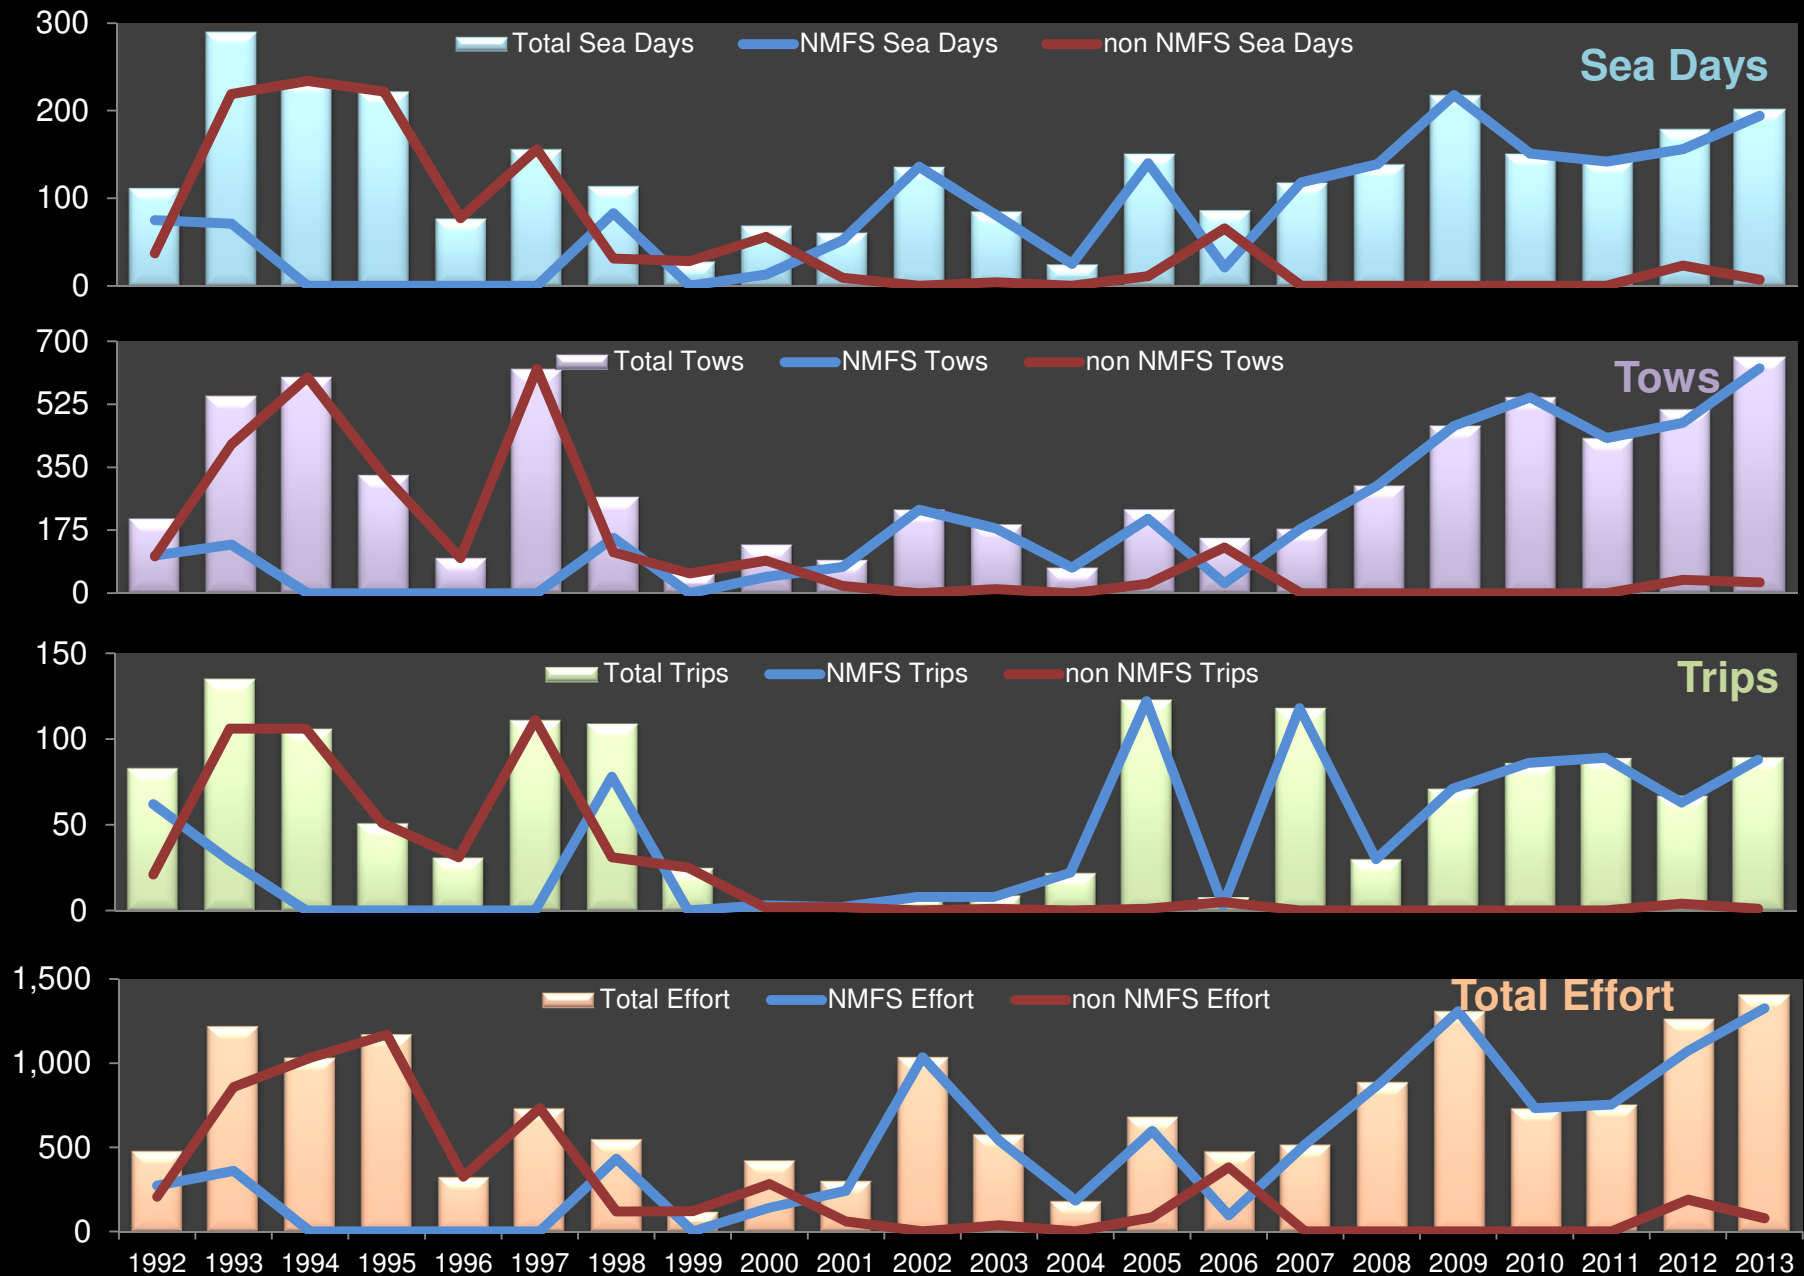 300
Total Sea Days NMFS Sea Days non NMFS Sea Days
Sea Days
200
100
0
700
Total Tows NMFS Tows non NMFS Tows
Tows
525
350
175
0
150
Total Trips NMFS Trips non NMFS Trips
Trips
100
50
0
1,500
Total Effort NMFS Effort non NMFS Effort
Total Effort
1,000
500
0
1992 1993 1994 1995 1996 1997 1998 1999 2000 2001 2002 2003 2004 2005 2006 2007 2008 2009 2010 2011 2012 2013